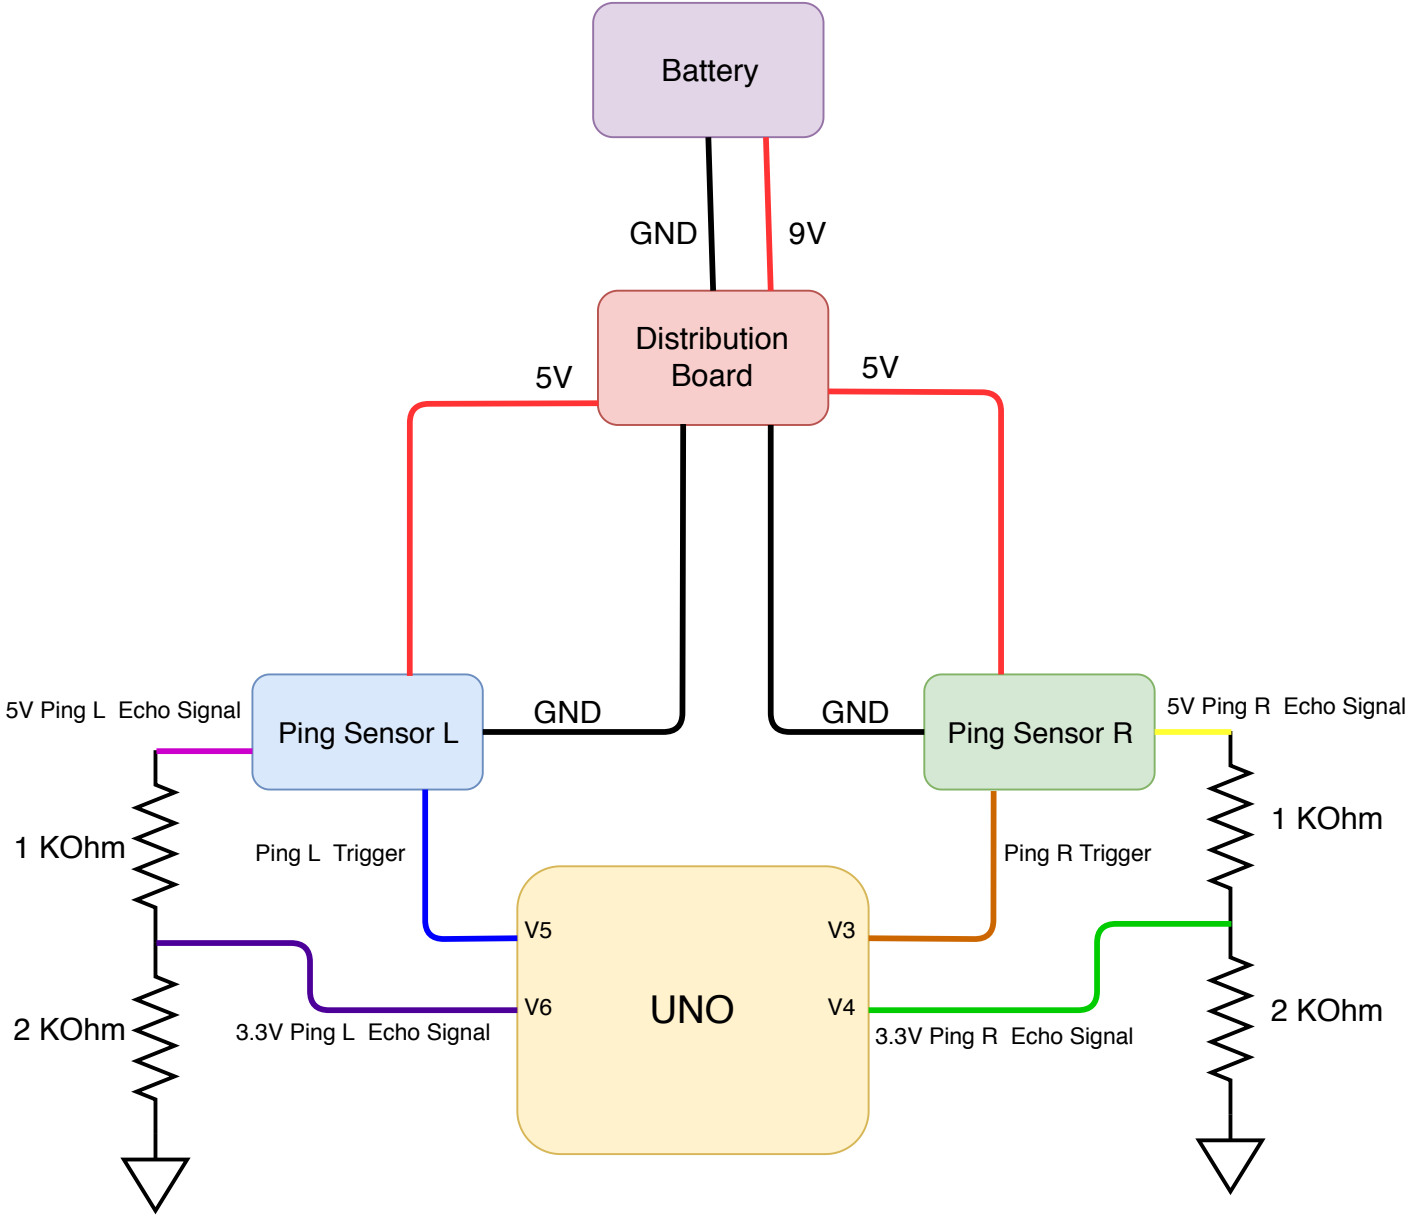 Battery
GND
9V
Distribution
Board
5V
5V
5V Ping L  Echo Signal
Ping Sensor L
GND
GND
Ping Sensor R
5V Ping R  Echo Signal
1 KOhm
Ping L  Trigger
Ping R Trigger
1 KOhm
V5
V3
V6
UNO
V4
2 KOhm
3.3V Ping L  Echo Signal
3.3V Ping R  Echo Signal
2 KOhm